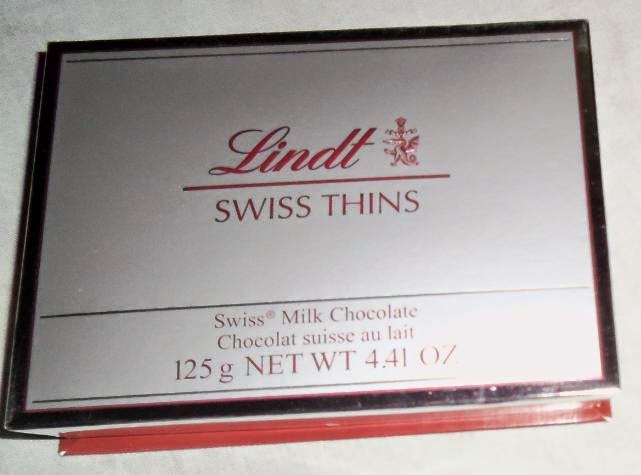 Lindt
SWISS THINS
Swiss® Milk Chocolate
Chocolat suisse au lait
125 g NET WT 4.41 OZ